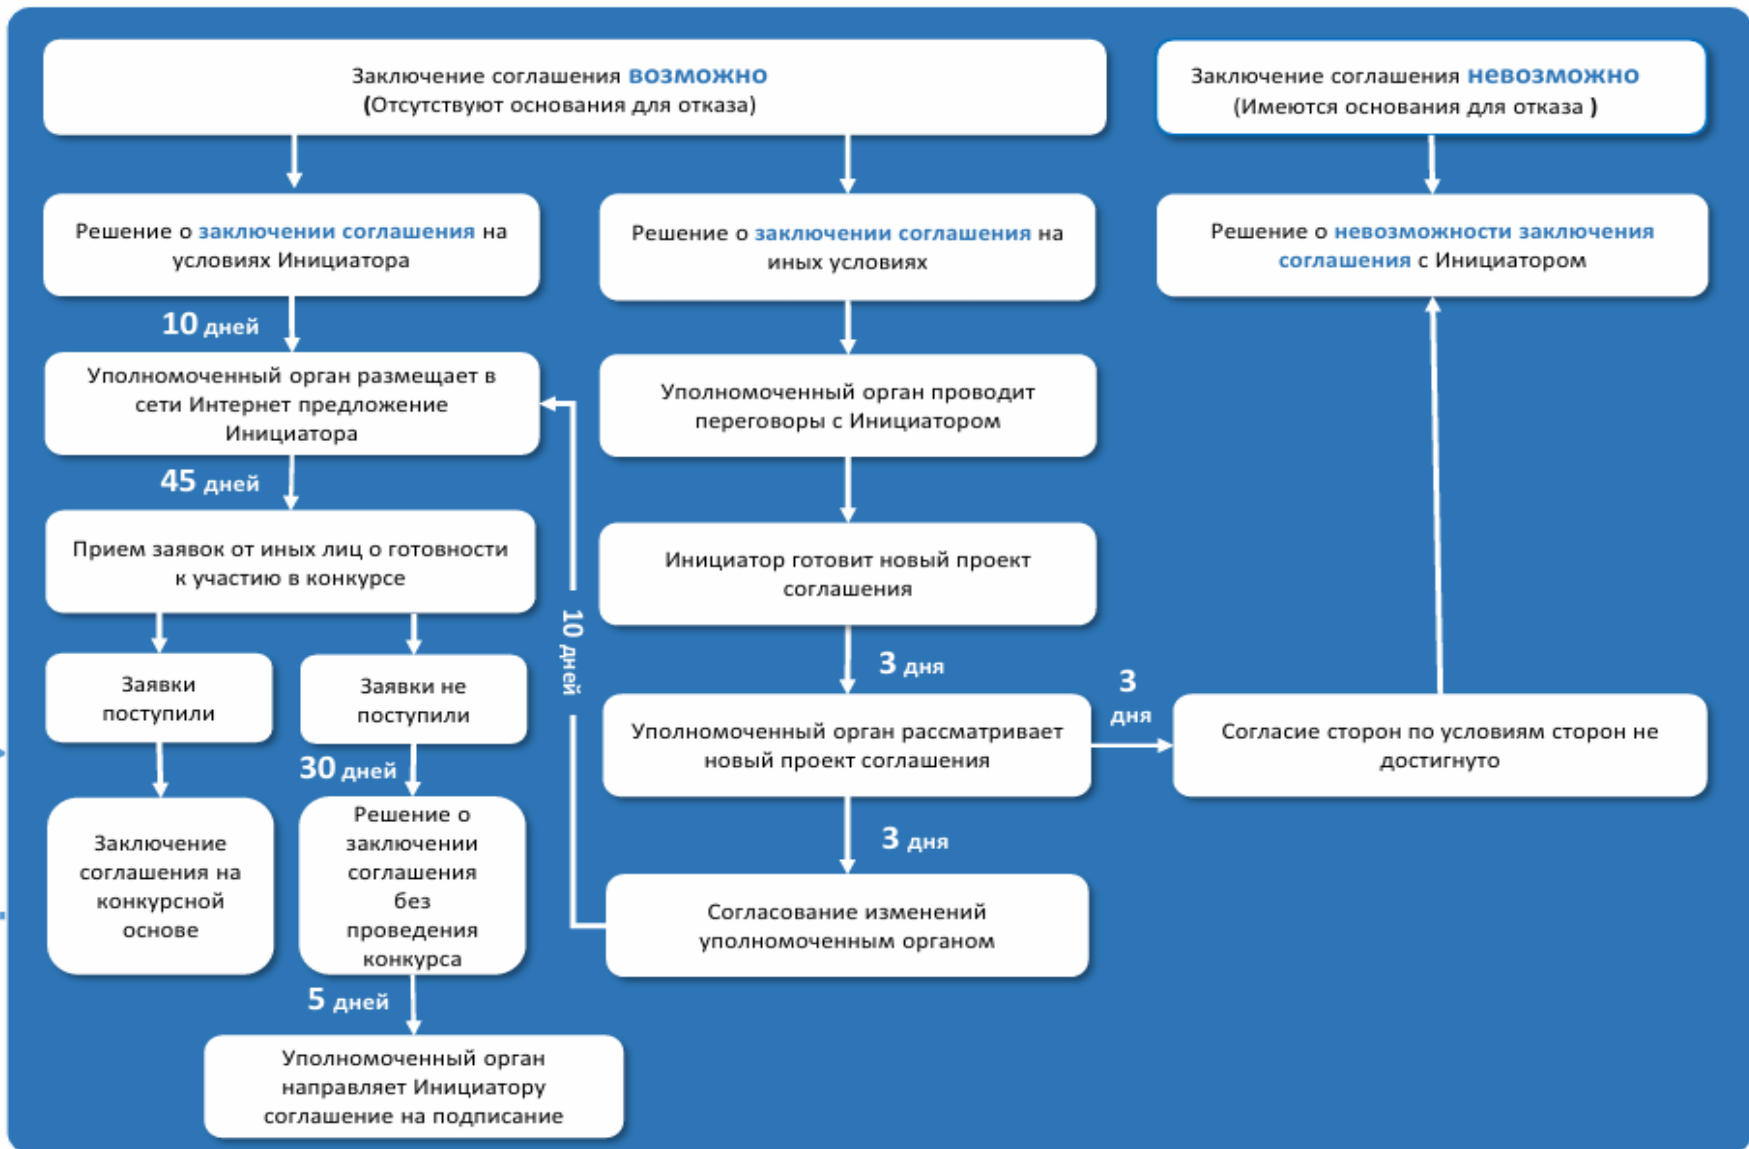 Заключение соглашения возможно
(Отсутствуют основания для отказа)
Заключение соглашения невозможно
(Имеются основания для отказа )
Решение о заключении соглашения на
условиях Инициатора
Решение о заключении соглашения на
иных условиях
Решение о невозможности заключения
соглашения с Инициатором
10 дней
Уполномоченный орган размещает в
сети Интернет предложение
Инициатора
Уполномоченный орган проводит
переговоры с Инициатором
45 дней
Прием заявок от иных лиц о готовности
к участию в конкурсе
Инициатор готовит новый проект
соглашения
10 дней
3 дня
Заявки
поступили
Заявки не
поступили
Уполномоченный орган рассматривает
новый проект соглашения
3
дня
Согласие сторон по условиям сторон не
достигнуто
30 дней
Заключение
соглашения на
конкурсной
основе
Решение о
заключении
соглашения
без
проведения
конкурса
3 дня
Согласование изменений
уполномоченным органом
5 дней
Уполномоченный орган
направляет Инициатору
соглашение на подписание